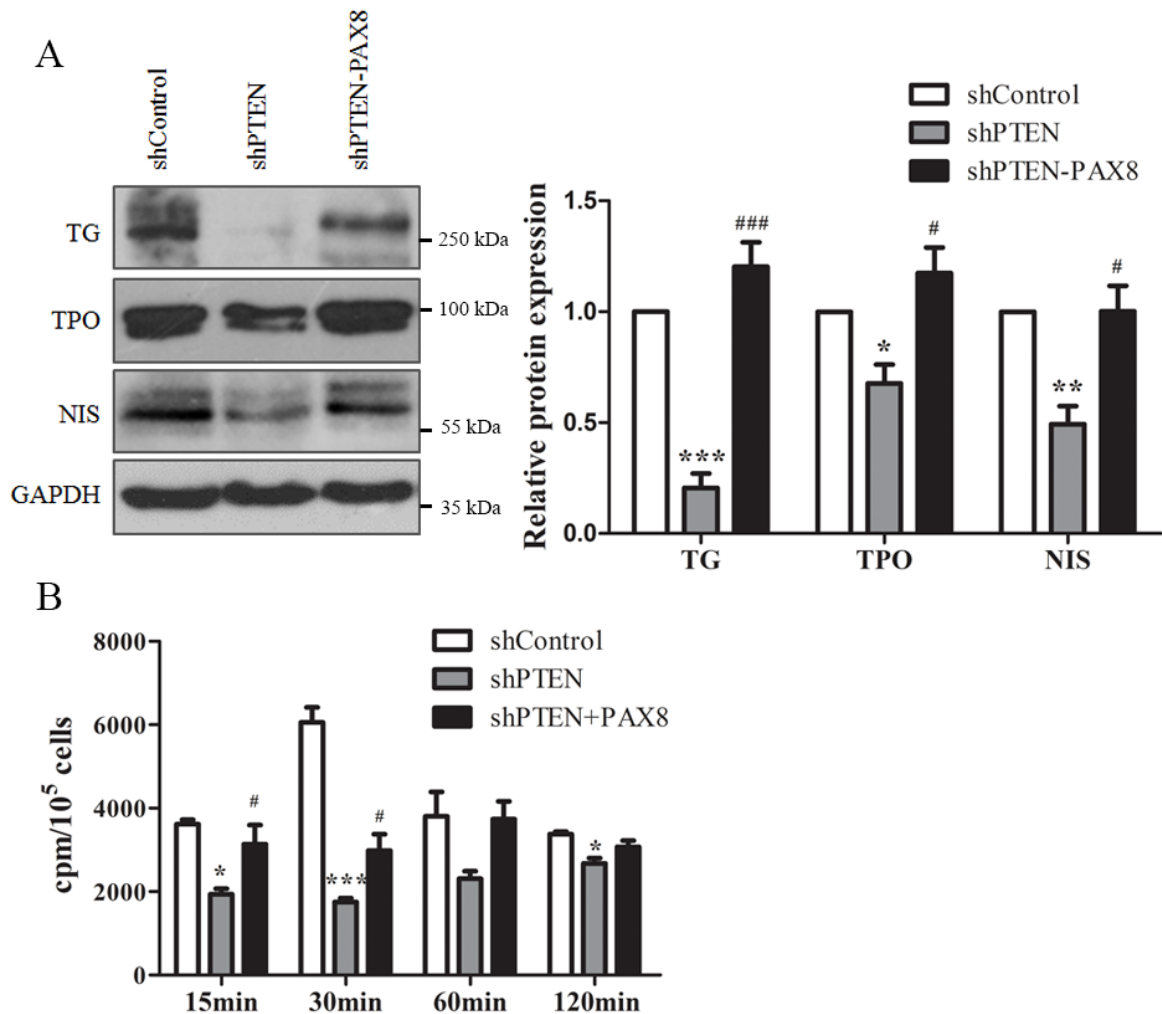 A
shControl
shPTEN
shPTEN-PAX8
TG
250 kDa
TPO
100 kDa
NIS
55 kDa
GAPDH
35 kDa
shControl
shPTEN
shPTEN-PAX8
Relative protein expression
1.5
1.0
0.5
0.0
***
###
*
#
**
#
TG
TPO
NIS
B
shControl
shPTEN
shPTEN+PAX8
cpm/10⁵ cells
8000
6000
4000
2000
0
*
#
***
#
*
15min
30min
60min
120min